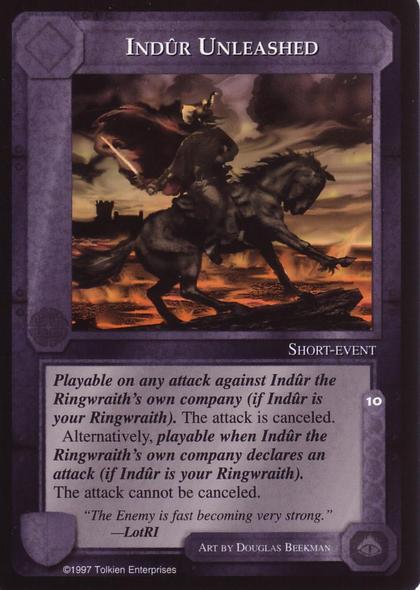 INDÛR UNLEASHED
SHORT-EVENT
Playable on any attack against Indûr the
Ringwraith's own company (if Indûr is
your Ringwraith). The attack is canceled.
Alternatively, playable when Indûr the
Ringwraith's own company declares an
attack (if Indûr is your Ringwraith).
The attack cannot be canceled.
10
"The Enemy is fast becoming very strong."
—LotRI
ART BY DOUGLAS BEEKMAN
©1997 Tolkien Enterprises